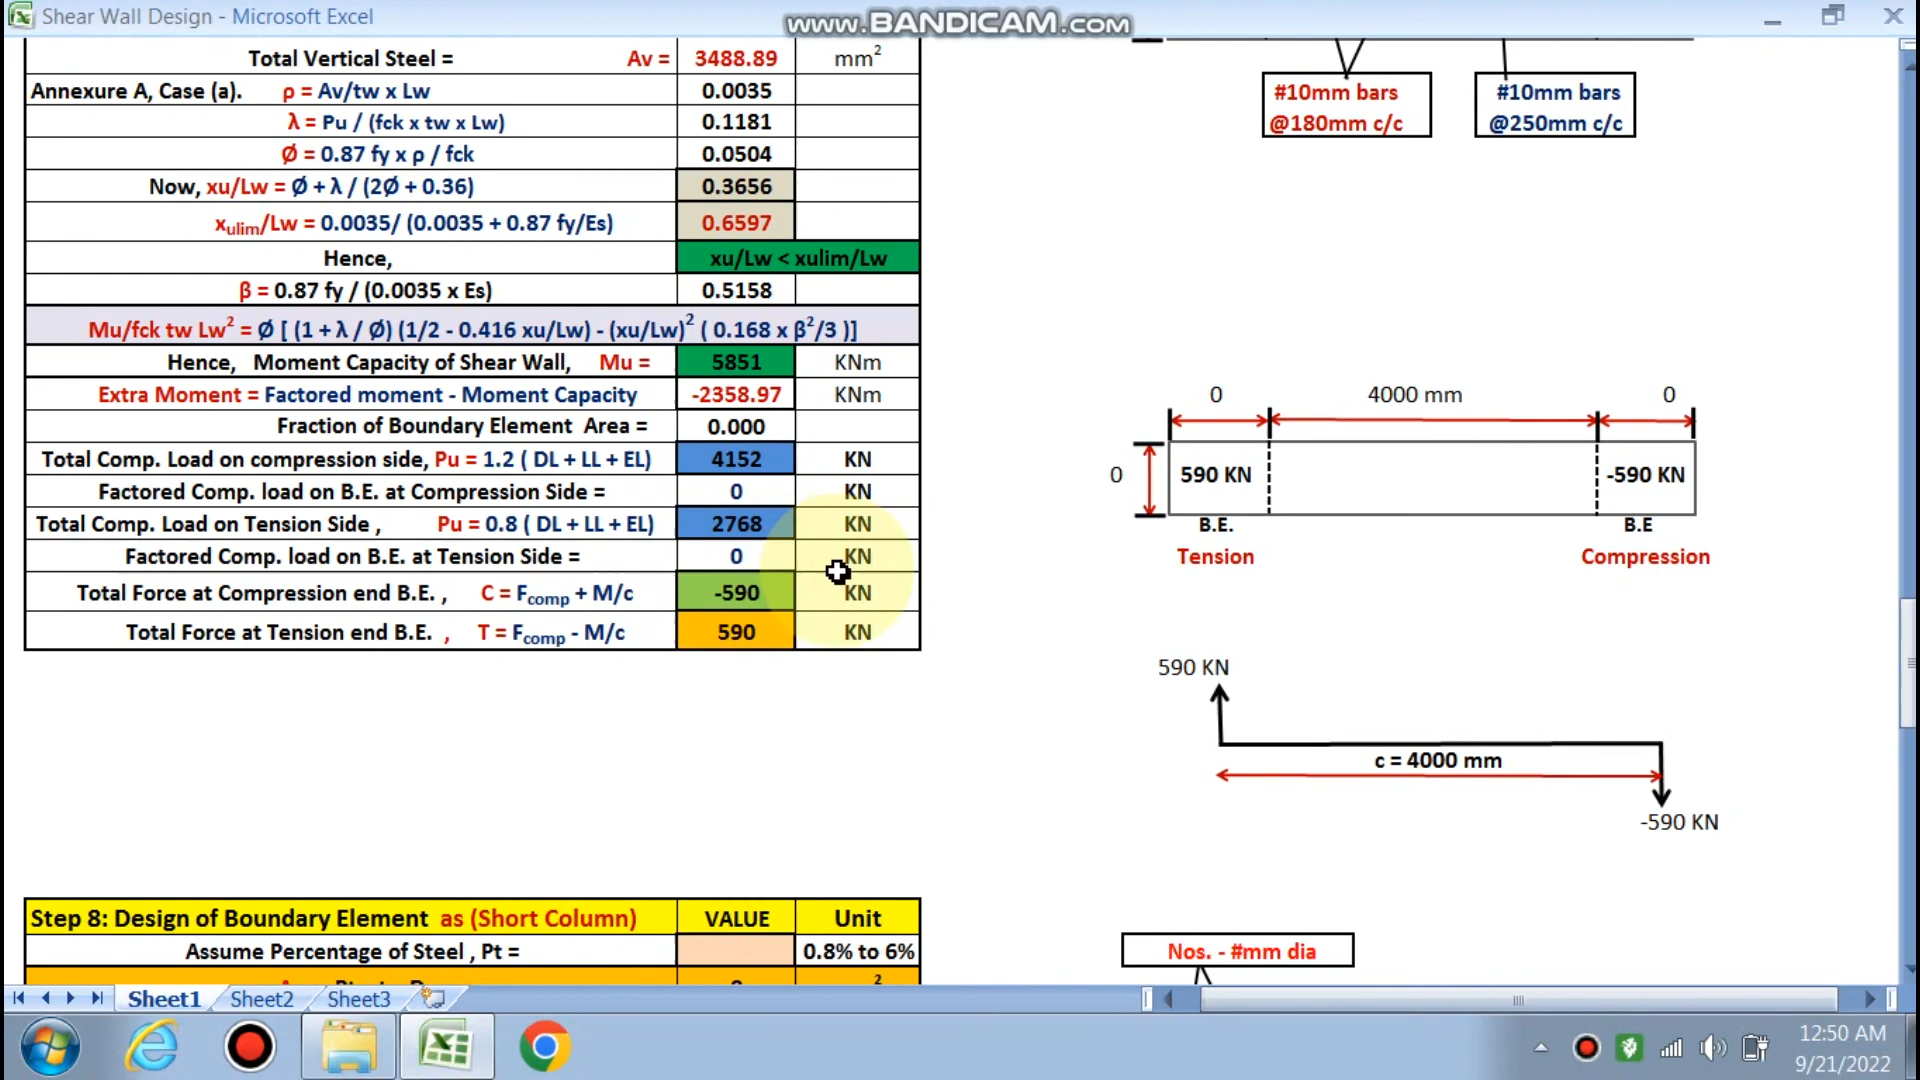 Shear Wall Design - Microsoft Excel
www.BANDICAM.com
Total Vertical Steel = Av = 3488.89 mm²
Annexure A, Case (a). ρ = Av/tw x Lw 0.0035
λ = Pu / (fck x tw x Lw) 0.1181
Ø = 0.87 fy x ρ / fck 0.0504
Now, xu/Lw = Ø + λ / (2Ø + 0.36) 0.3656
xulim/Lw = 0.0035/ (0.0035 + 0.87 fy/Es) 0.6597
Hence, xu/Lw < xulim/Lw
β = 0.87 fy / (0.0035 x Es) 0.5158
Mu/fck tw Lw² = Ø [ (1 + λ / Ø) (1/2 - 0.416 xu/Lw) - (xu/Lw)² ( 0.168 x β²/3 )]
Hence, Moment Capacity of Shear Wall, Mu = 5851 KNm
Extra Moment = Factored moment - Moment Capacity -2358.97 KNm
Fraction of Boundary Element Area = 0.000
Total Comp. Load on compression side, Pu = 1.2 ( DL + LL + EL) 4152 KN
Factored Comp. load on B.E. at Compression Side = 0 KN
Total Comp. Load on Tension Side , Pu = 0.8 ( DL + LL + EL) 2768 KN
Factored Comp. load on B.E. at Tension Side = 0 KN
Total Force at Compression end B.E. , C = Fcomp + M/c -590 KN
Total Force at Tension end B.E. , T = Fcomp - M/c 590 KN
#10mm bars
@180mm c/c
#10mm bars
@250mm c/c
0 4000 mm 0
0 590 KN -590 KN
B.E. B.E
Tension Compression
590 KN
c = 4000 mm
-590 KN
Step 8: Design of Boundary Element as (Short Column) VALUE Unit
Assume Percentage of Steel , Pt = 0.8% to 6%
Nos. - #mm dia
Sheet1 Sheet2 Sheet3
12:50 AM
9/21/2022